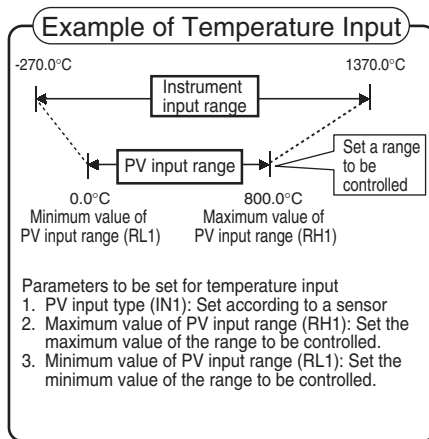 Example of Temperature Input
-270.0°C
1370.0°C
Instrument
input range
PV input range
Set a range
to be
controlled
0.0°C
Minimum value of
PV input range (RL1)
800.0°C
Maximum value of
PV input range (RH1)
Parameters to be set for temperature input
1. PV input type (IN1): Set according to a sensor
2. Maximum value of PV input range (RH1): Set the
maximum value of the range to be controlled.
3. Minimum value of PV input range (RL1): Set the
minimum value of the range to be controlled.